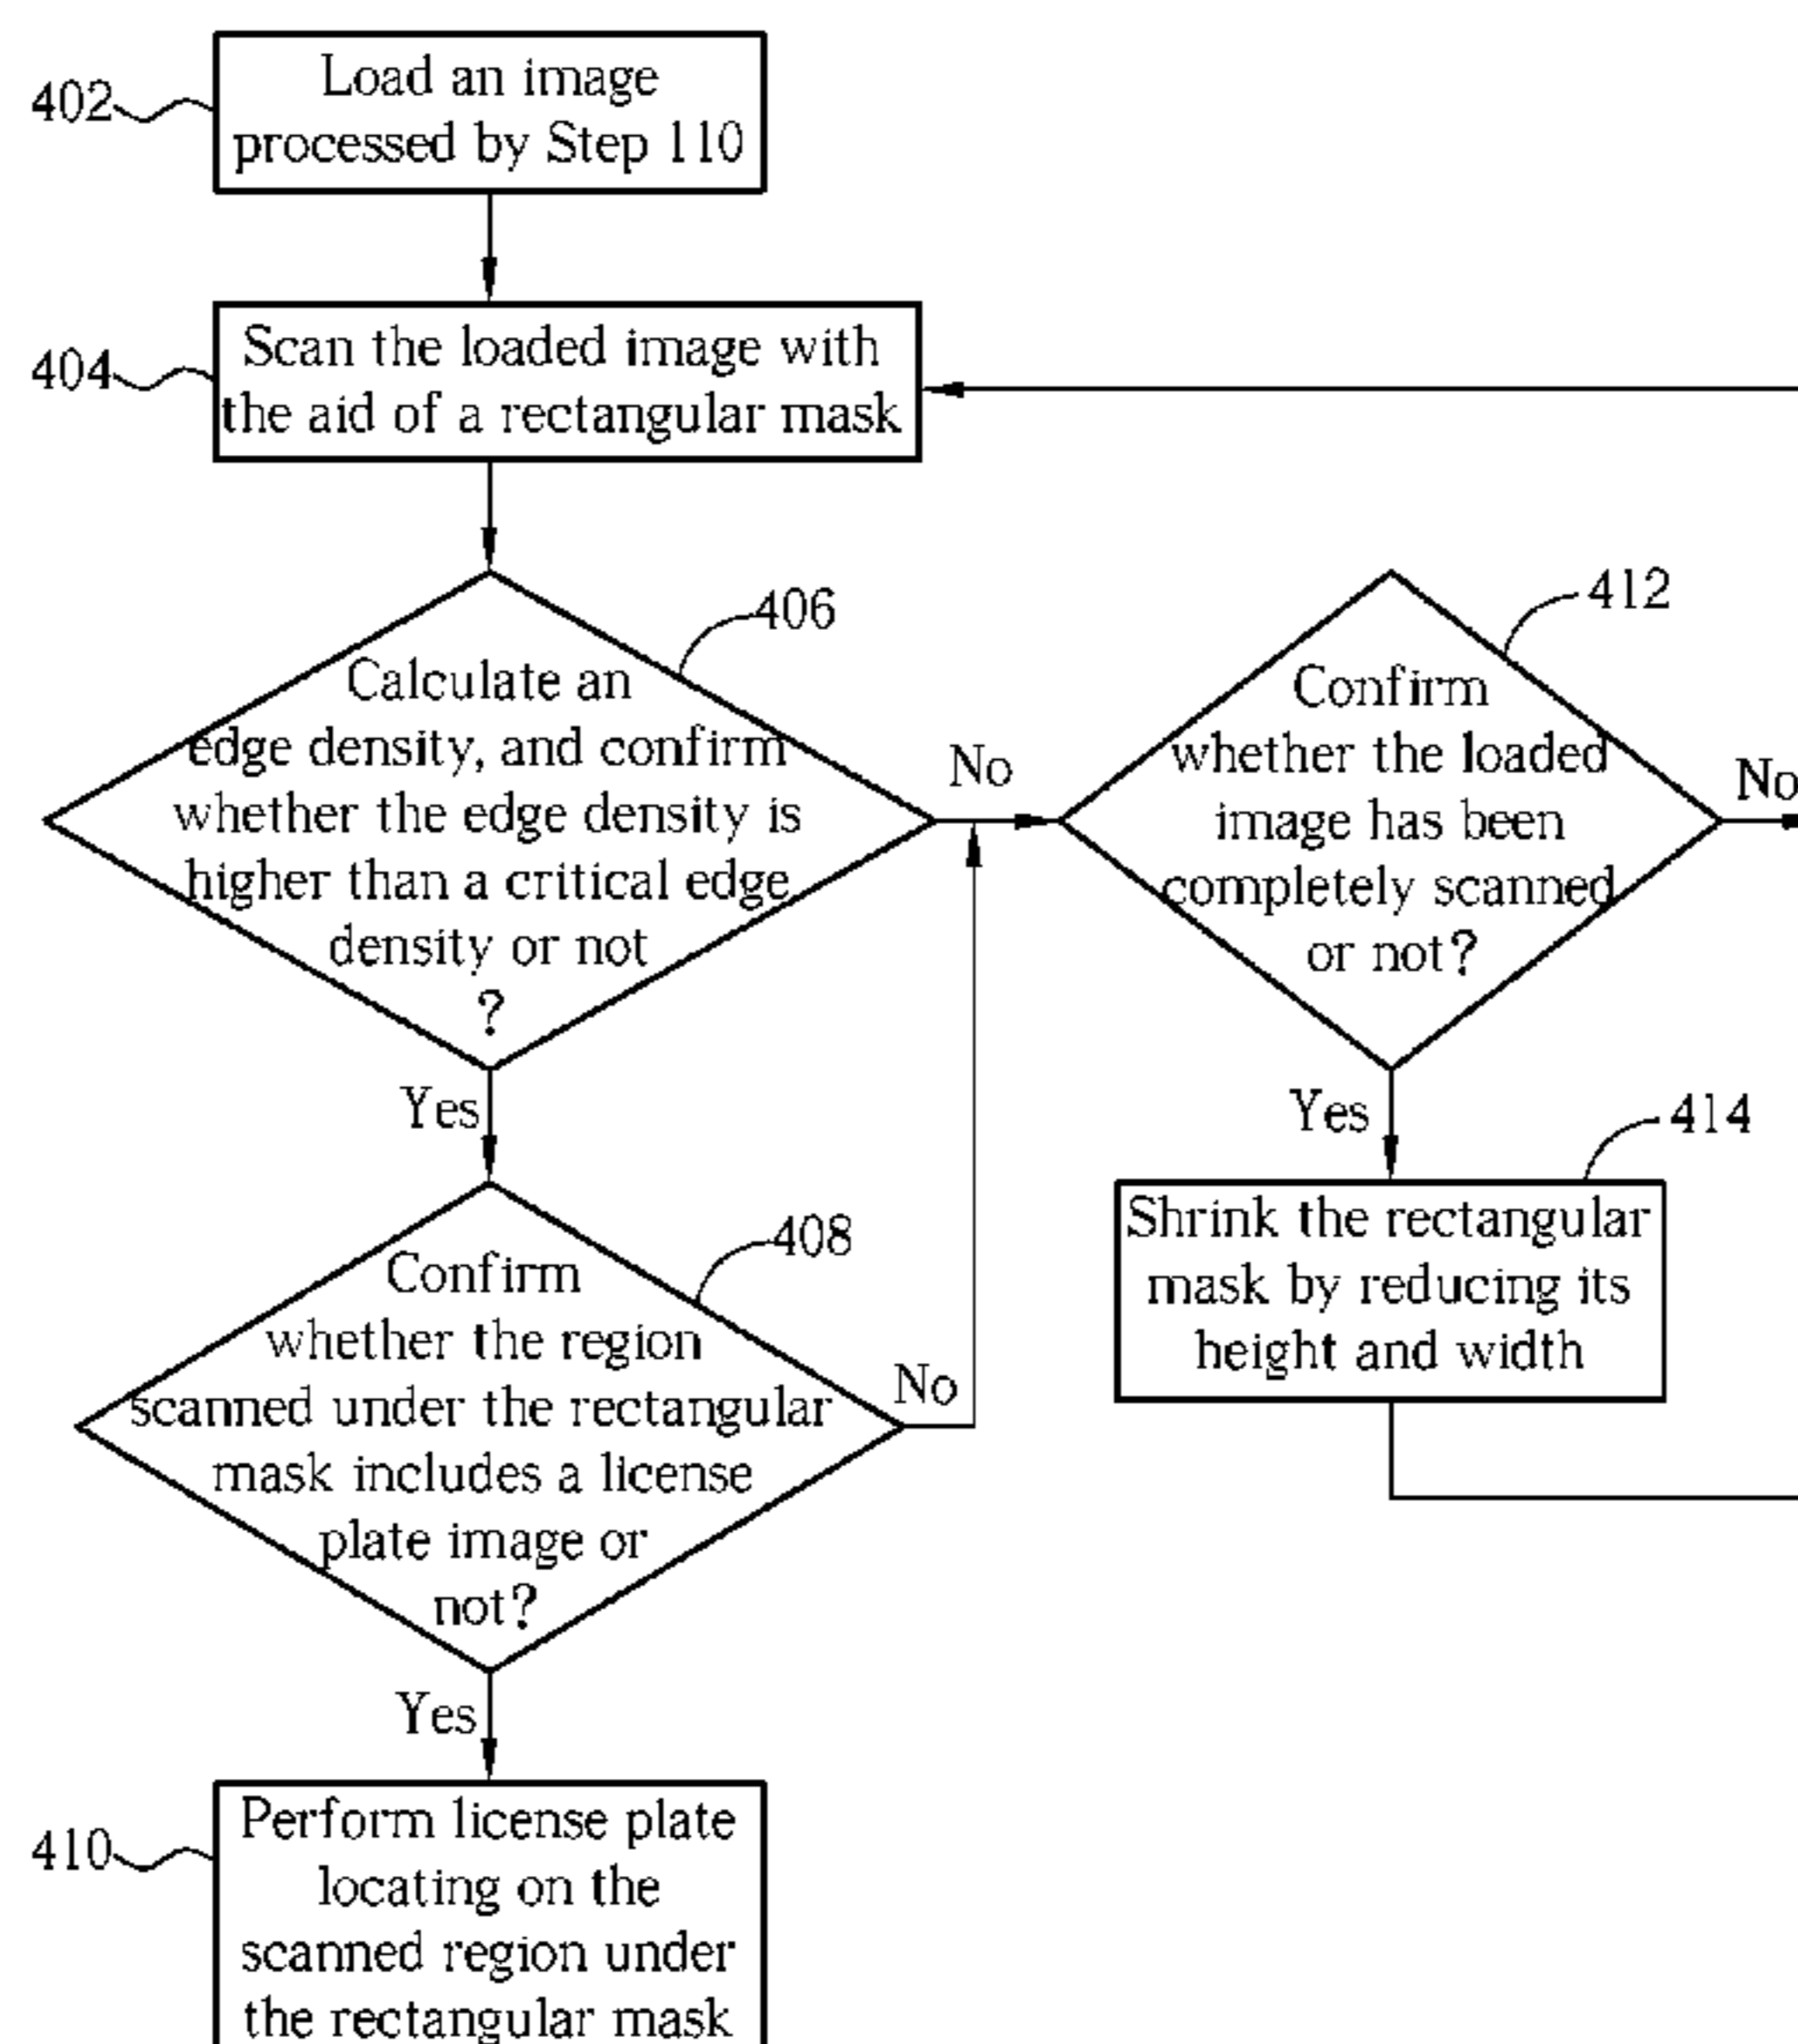 402
Load an image
processed by Step 110
404
Scan the loaded image with
the aid of a rectangular mask
406
Calculate an
edge density, and confirm
whether the edge density is
higher than a critical edge
density or not
?
No
Yes
412
Confirm
whether the loaded
image has been
completely scanned
or not?
No
Yes
414
Shrink the rectangular
mask by reducing its
height and width
408
Confirm
whether the region
scanned under the rectangular
mask includes a license
plate image or
not?
No
Yes
410
Perform license plate
locating on the
scanned region under
the rectangular mask